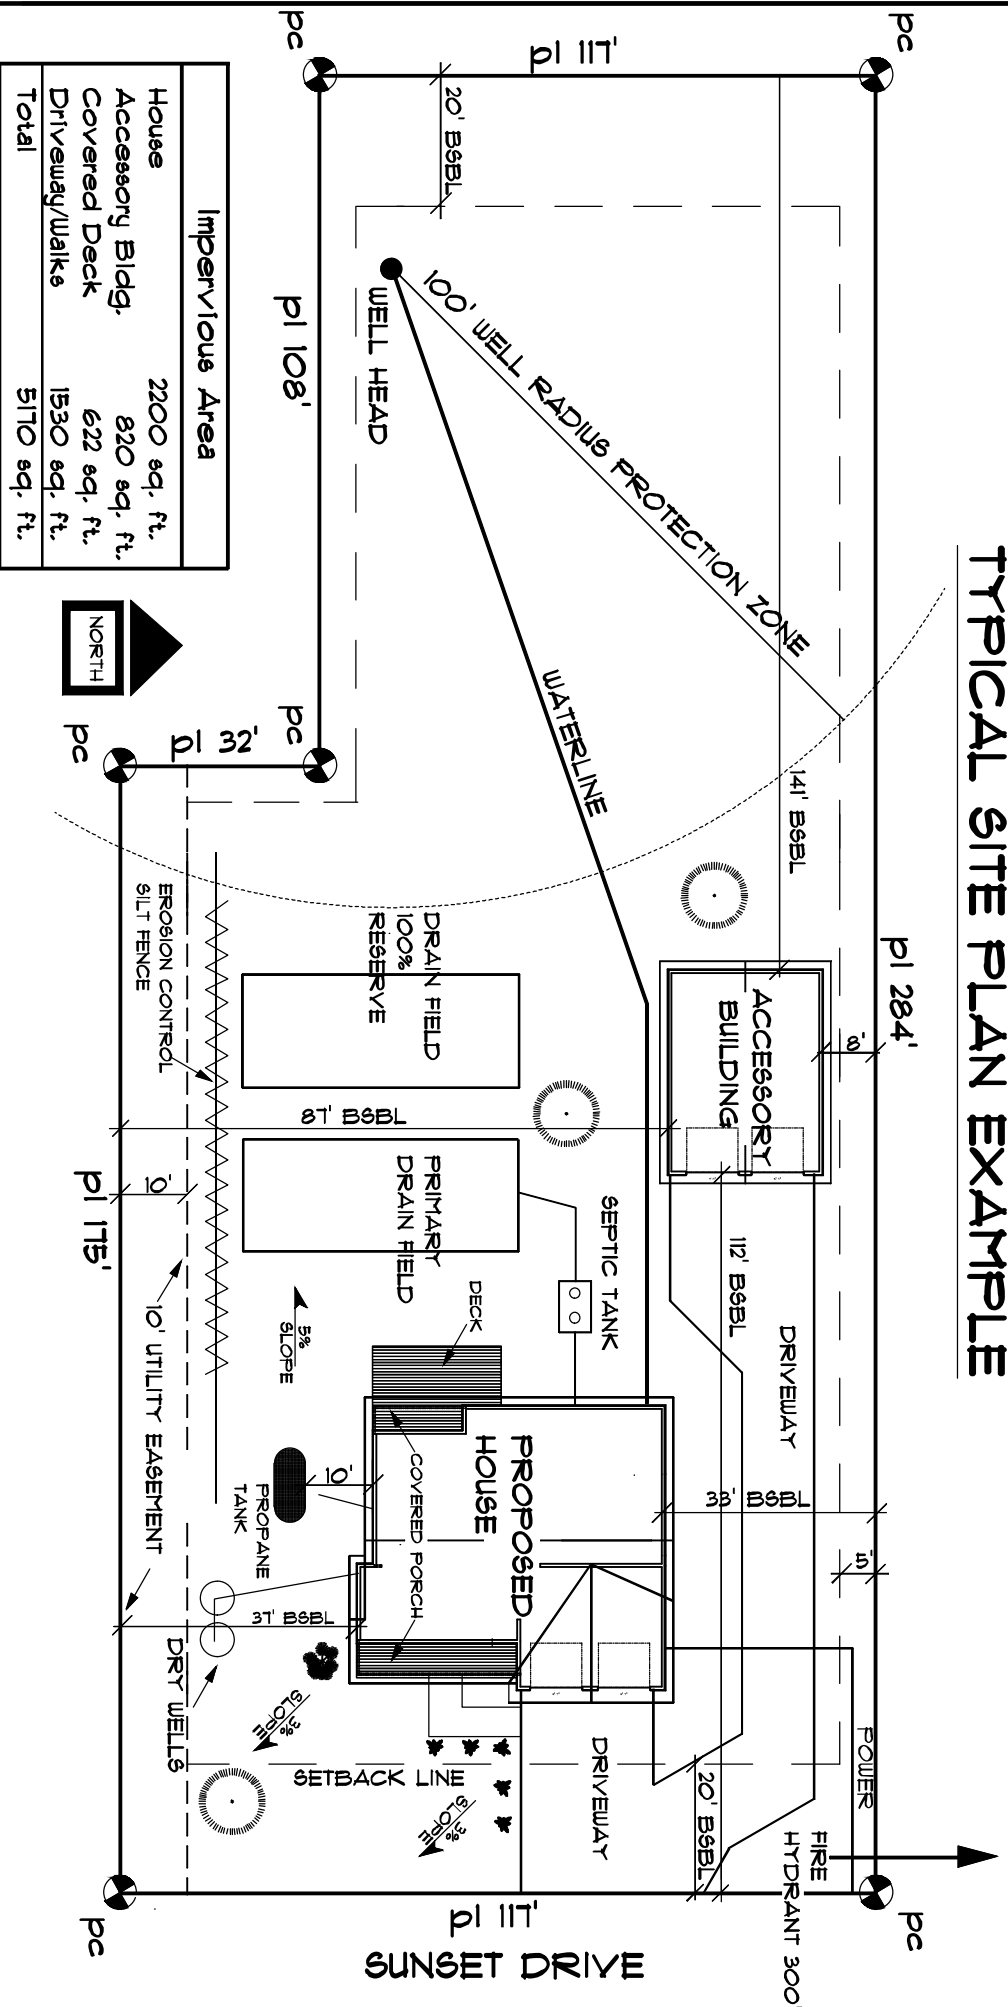 TYPICAL SITE PLAN EXAMPLE
pc
pl 117'
pc
20' BSBL
pl 284'
141' BSBL
8'
100' WELL RADIUS PROTECTION ZONE
WELL HEAD
WATERLINE
pl 108'
pc
pl 32'
pc
ACCESSORY
BUILDING
112' BSBL
DRIVEWAY
33' BSBL
5'
POWER
FIRE
HYDRANT 300
20' BSBL
DRAIN FIELD
100%
RESERVE
87' BSBL
PRIMARY
DRAIN FIELD
SEPTIC TANK
DECK
PROPOSED
HOUSE
COVERED PORCH
DRIVEWAY
EROSION CONTROL
SILT FENCE
10'
5%
SLOPE
10'
PROPANE
TANK
37' BSBL
DRY WELLS
3%
SLOPE
3%
SLOPE
SETBACK LINE
10' UTILITY EASEMENT
pl 175'
pc
pl 117'
pc
SUNSET DRIVE
Impervious Area
House 2200 sq. ft.
Accessory Bldg. 820 sq. ft.
Covered Deck 622 sq. ft.
Driveway/Walks 1530 sq. ft.
Total 5170 sq. ft.
NORTH